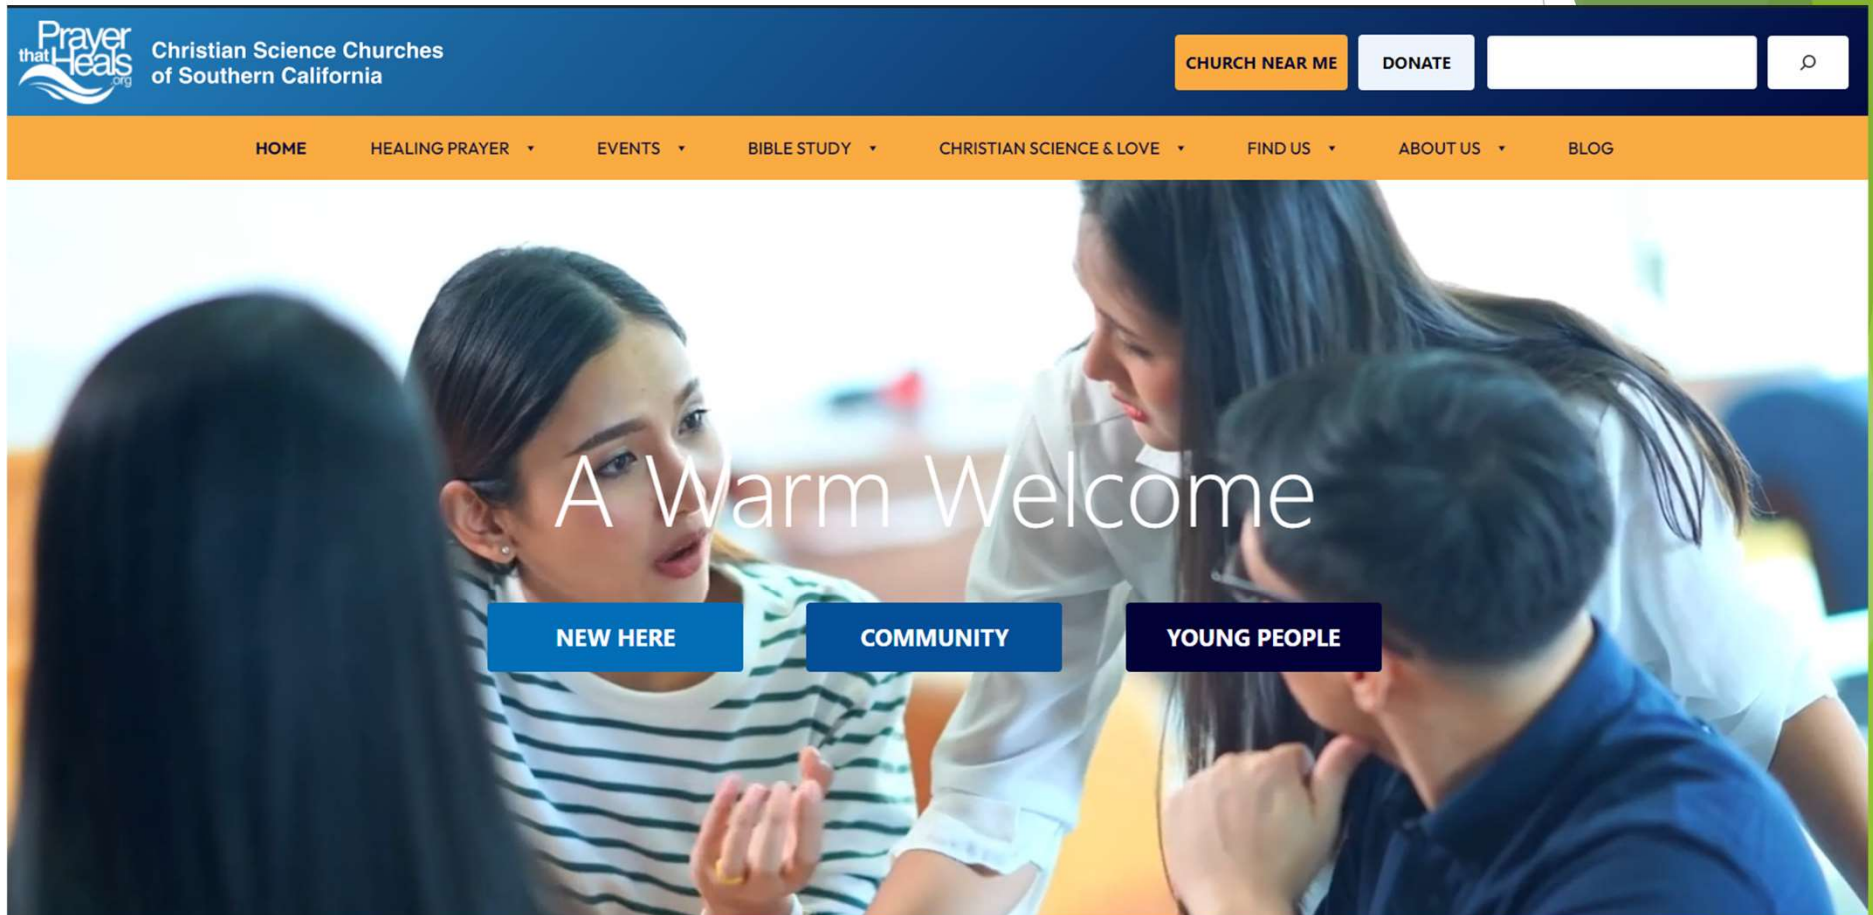 Prayer
that Heals
.org
Christian Science Churches
of Southern California
CHURCH NEAR ME
DONATE
HOME
HEALING PRAYER
EVENTS
BIBLE STUDY
CHRISTIAN SCIENCE & LOVE
FIND US
ABOUT US
BLOG
A Warm Welcome
NEW HERE
COMMUNITY
YOUNG PEOPLE